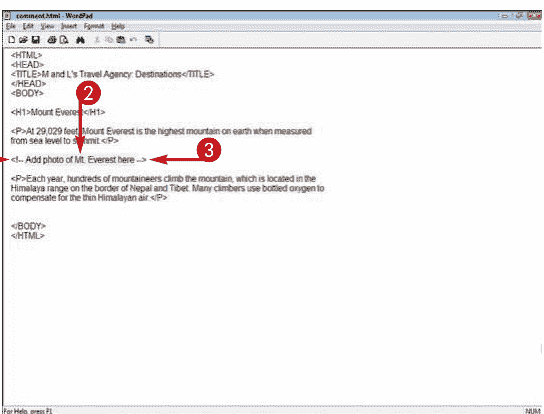 comment.html - WordPad
File Edit View Insert Format Help
<HTML>
<HEAD>
<TITLE>M and L's Travel Agency: Destinations</TITLE>
</HEAD>
<BODY>
2
<H1>Mount Everest</H1>
<P>At 29,029 feet, Mount Everest is the highest mountain on earth when measured
from sea level to summit.</P>
3
<!-- Add photo of Mt. Everest here -->
<P>Each year, hundreds of mountaineers climb the mountain, which is located in the
Himalaya range on the border of Nepal and Tibet. Many climbers use bottled oxygen to
compensate for the thin Himalayan air.</P>
</BODY>
</HTML>
For Help, press F1
NUM